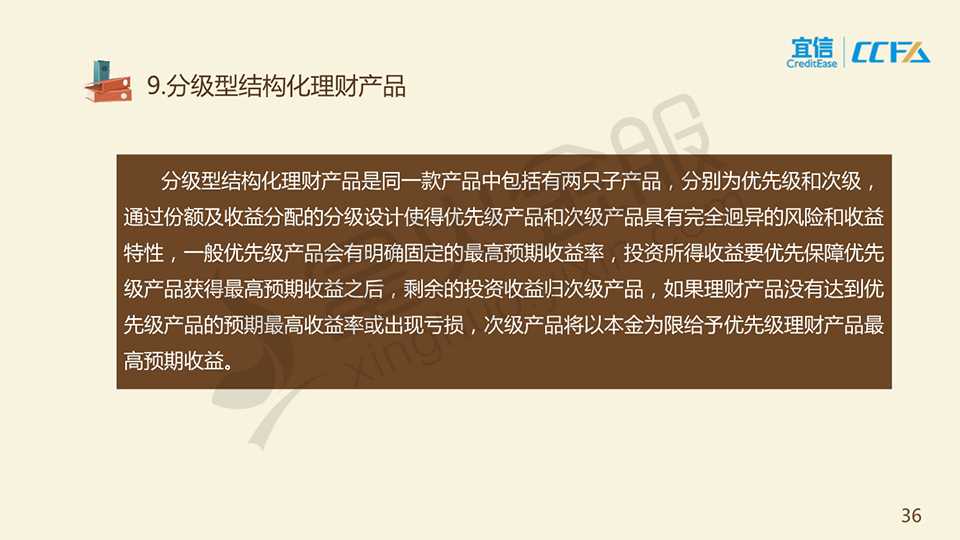 宜信
CreditEase
CCFA
9.分级型结构化理财产品
分级型结构化理财产品是同一款产品中包括有两只子产品，分别为优先级和次级，
通过份额及收益分配的分级设计使得优先级产品和次级产品具有完全迥异的风险和收益
特性，一般优先级产品会有明确固定的最高预期收益率，投资所得收益要优先保障优先
级产品获得最高预期收益之后，剩余的投资收益归次级产品，如果理财产品没有达到优
先级产品的预期最高收益率或出现亏损，次级产品将以本金为限给予优先级理财产品最
高预期收益。
36